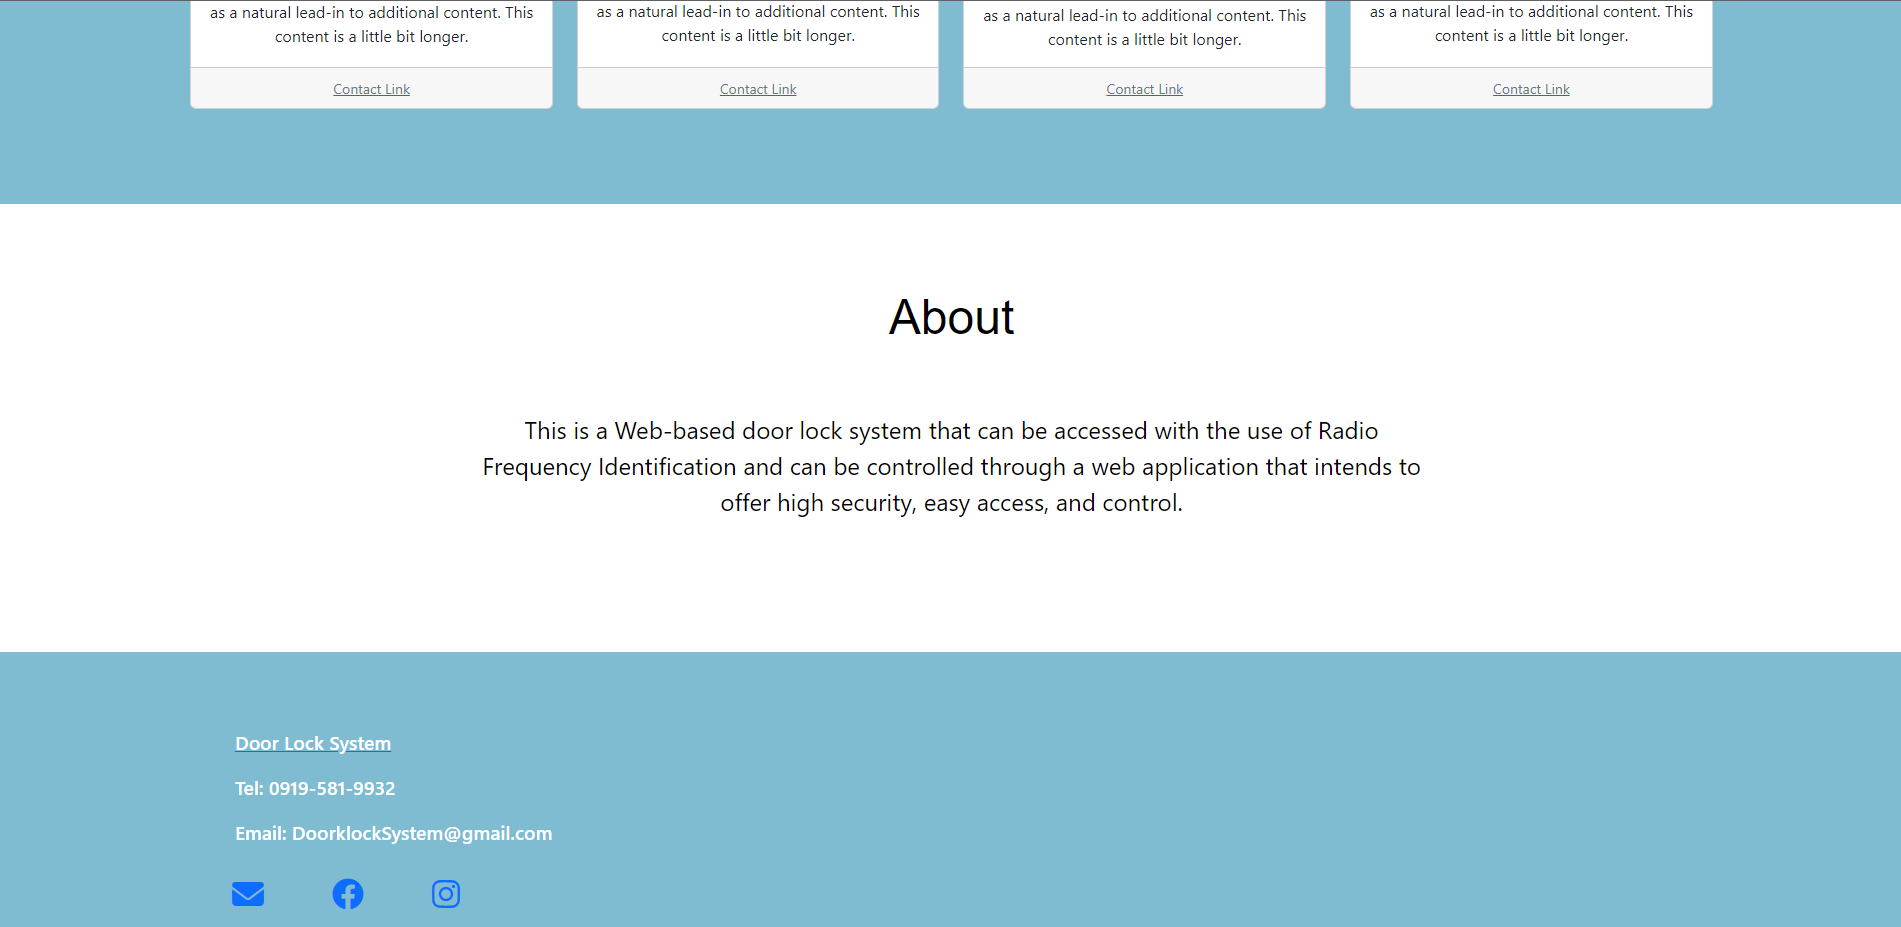 as a natural lead-in to additional content. This
content is a little bit longer.
Contact Link
as a natural lead-in to additional content. This
content is a little bit longer.
Contact Link
as a natural lead-in to additional content. This
content is a little bit longer.
Contact Link
as a natural lead-in to additional content. This
content is a little bit longer.
Contact Link
About
This is a Web-based door lock system that can be accessed with the use of Radio
Frequency Identification and can be controlled through a web application that intends to
offer high security, easy access, and control.
Door Lock System
Tel: 0919-581-9932
Email: DoorklockSystem@gmail.com